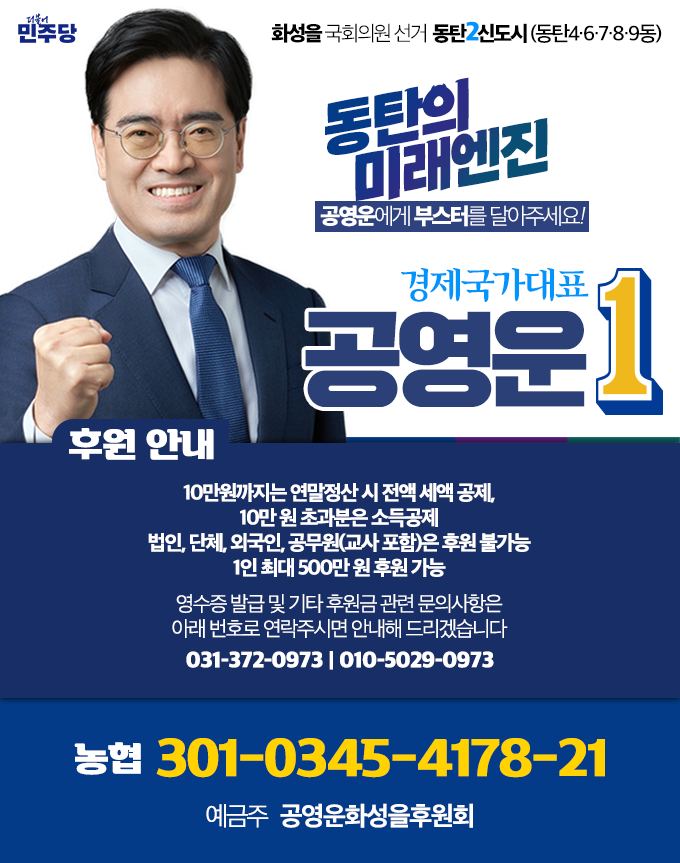 더불어
민주당
화성을 국회의원 선거 동탄2신도시 (동탄4·6·7·8·9동)
동탄의
미래엔진
공영운에게 부스터를 달아주세요!
경제국가대표
공영운 1
후원 안내
10만원까지는 연말정산 시 전액 세액 공제,
10만 원 초과분은 소득공제
법인, 단체, 외국인, 공무원(교사 포함)은 후원 불가능
1인 최대 500만 원 후원 가능
영수증 발급 및 기타 후원금 관련 문의사항은
아래 번호로 연락주시면 안내해 드리겠습니다
031-372-0973 | 010-5029-0973
농협 301-0345-4178-21
예금주 공영운화성을후원회